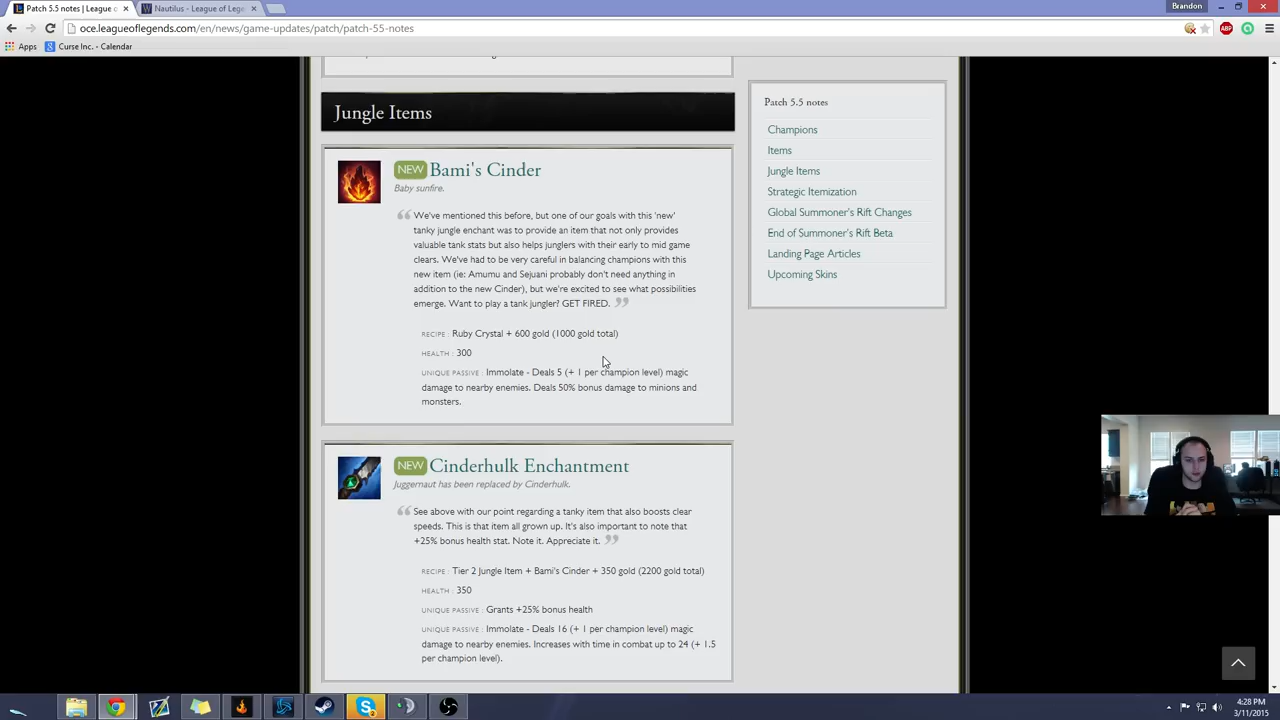 Patch 5.5 notes | League o
Nautilus - League of Lege
Brandon
oce.leagueoflegends.com/en/news/game-updates/patch/patch-55-notes
ABP
Apps
Curse Inc. - Calendar
Jungle Items
NEW Bami's Cinder
Baby sunfire.
We've mentioned this before, but one of our goals with this 'new'
tanky jungle enchant was to provide an item that not only provides
valuable tank stats but also helps junglers with their early to mid game
clears. We've had to be very careful in balancing champions with this
new item (ie: Amumu and Sejuani probably don't need anything in
addition to the new Cinder), but we're excited to see what possibilities
emerge. Want to play a tank jungler? GET FIRED.
RECIPE : Ruby Crystal + 600 gold (1000 gold total)
HEALTH : 300
UNIQUE PASSIVE : Immolate - Deals 5 (+ 1 per champion level) magic
damage to nearby enemies. Deals 50% bonus damage to minions and
monsters.
NEW Cinderhulk Enchantment
Juggernaut has been replaced by Cinderhulk.
See above with our point regarding a tanky item that also boosts clear
speeds. This is that item all grown up. It's also important to note that
+25% bonus health stat. Note it. Appreciate it.
RECIPE : Tier 2 Jungle Item + Bami's Cinder + 350 gold (2200 gold total)
HEALTH : 350
UNIQUE PASSIVE : Grants +25% bonus health
UNIQUE PASSIVE : Immolate - Deals 16 (+ 1 per champion level) magic
damage to nearby enemies. Increases with time in combat up to 24 (+ 1.5
per champion level).
Patch 5.5 notes
Champions
Items
Jungle Items
Strategic Itemization
Global Summoner's Rift Changes
End of Summoner's Rift Beta
Landing Page Articles
Upcoming Skins
4:28 PM
3/11/2015